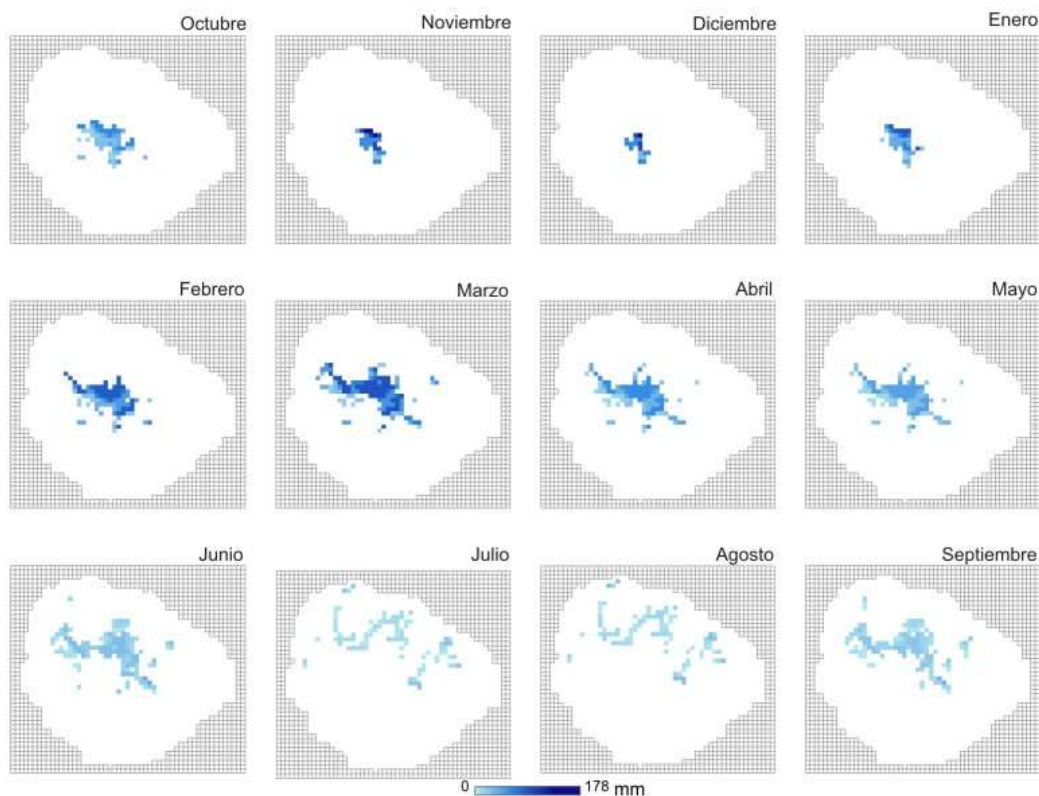 Octubre
Noviembre
Diciembre
Enero
Febrero
Marzo
Abril
Mayo
Junio
Julio
Agosto
Septiembre
0 178 mm